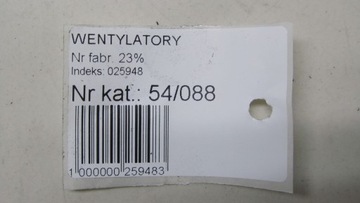 WENTYLATORY
Nr fabr. 23%
Indeks: 025948
Nr kat.: 54/088
1 000000 259483